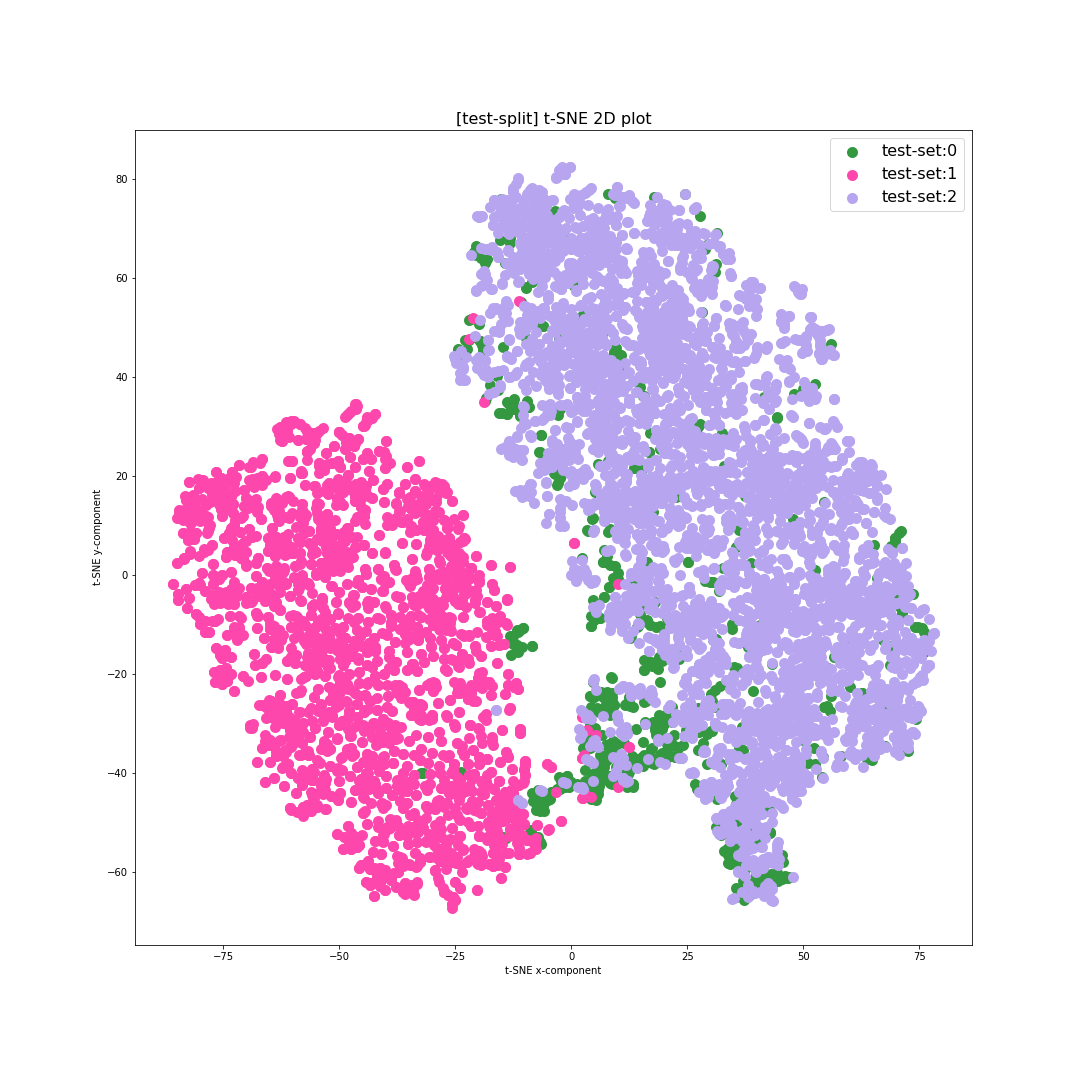 [test-split] t-SNE 2D plot
test-set:0
test-set:1
test-set:2
80
60
40
20
0
−20
−40
−60
t-SNE y-component
−75
−50
−25
0
25
50
75
t-SNE x-component